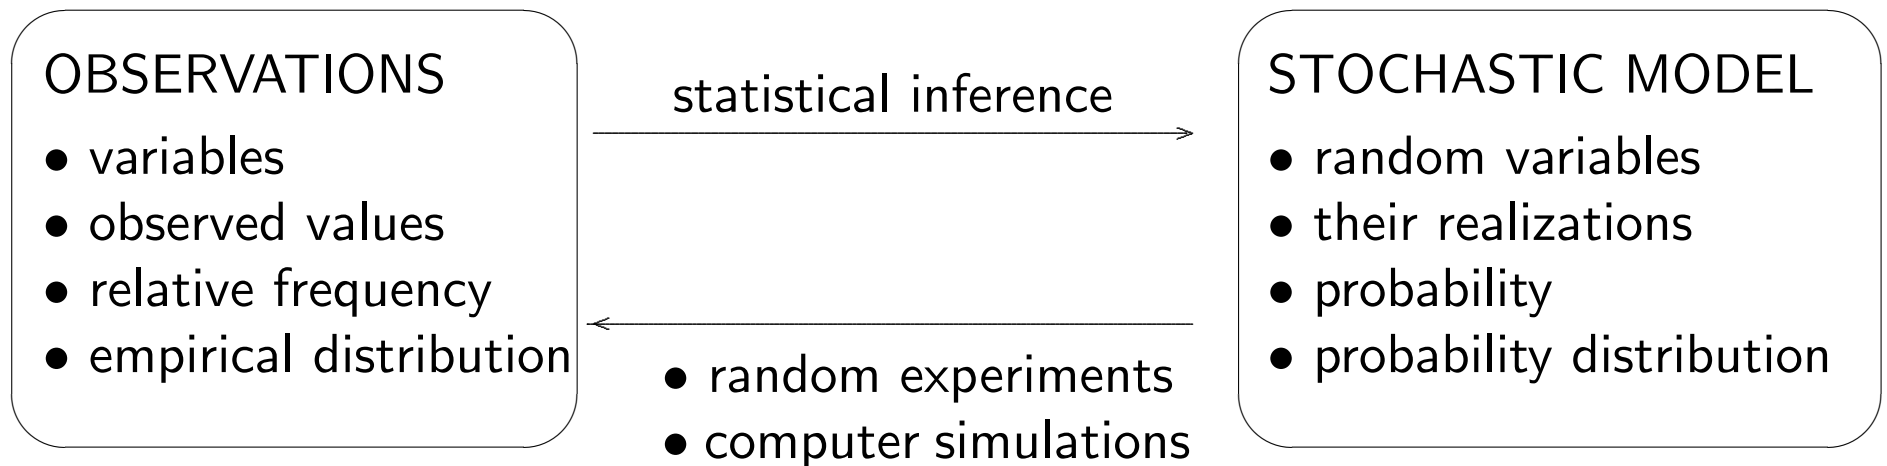 OBSERVATIONS
• variables
• observed values
• relative frequency
• empirical distribution
statistical inference
• random experiments
• computer simulations
STOCHASTIC MODEL
• random variables
• their realizations
• probability
• probability distribution